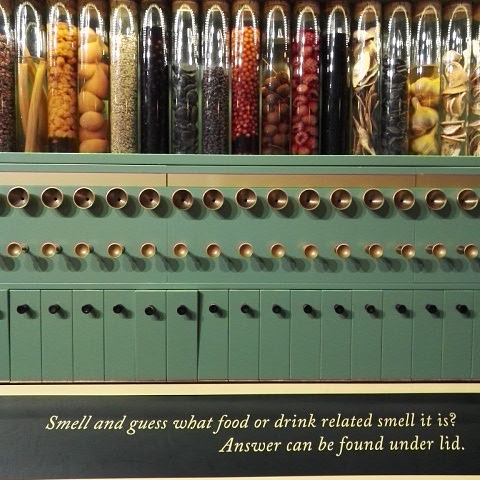 Smell and guess what food or drink related smell it is?
Answer can be found under lid.